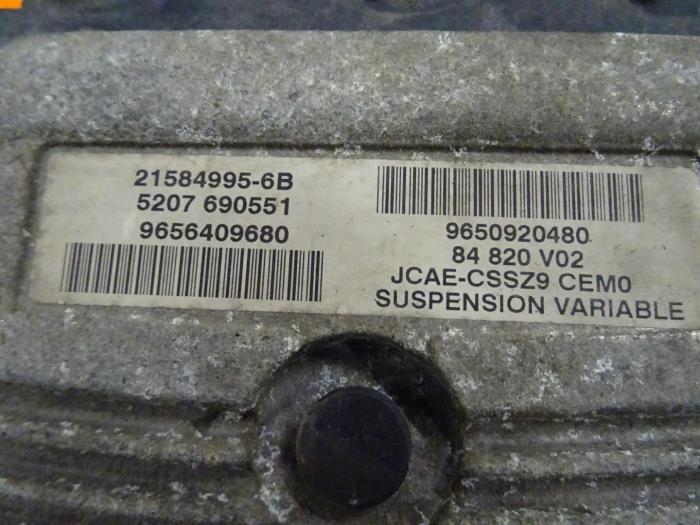 21584995-6B
5207 690551
9656409680
9650920480
84 820 V02
JCAE-CSSZ9 CEM0
SUSPENSION VARIABLE